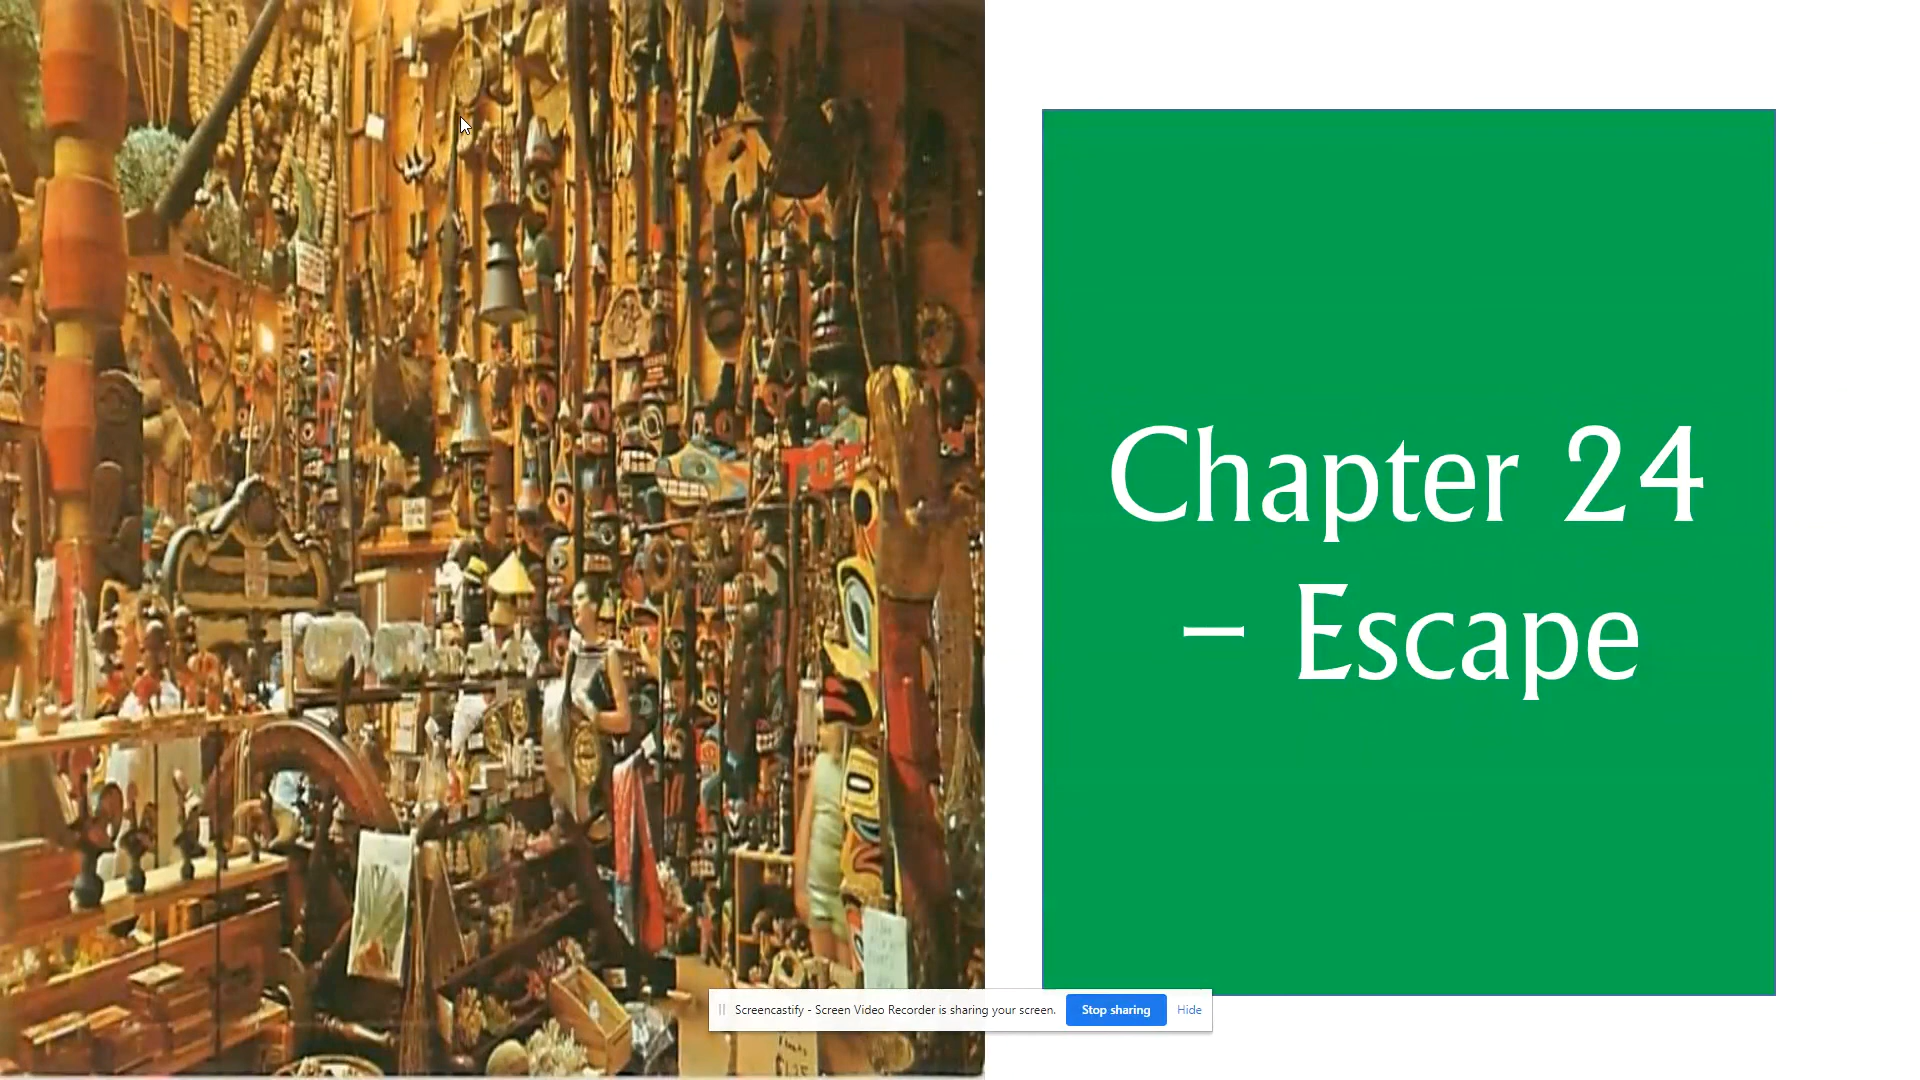 Chapter 24
– Escape
Screencastify - Screen Video Recorder is sharing your screen.
Stop sharing
Hide